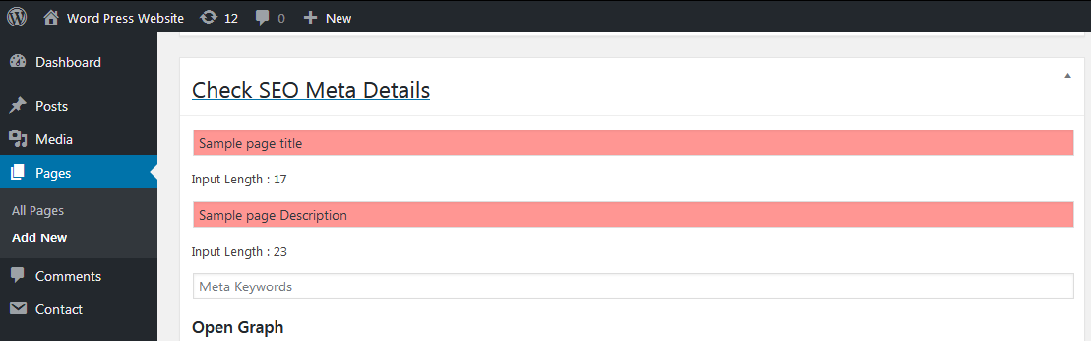 Word Press Website 12 0 New
Dashboard
Posts
Media
Pages
All Pages
Add New
Comments
Contact
Check SEO Meta Details
Sample page title
Input Length : 17
Sample page Description
Input Length : 23
Meta Keywords
Open Graph